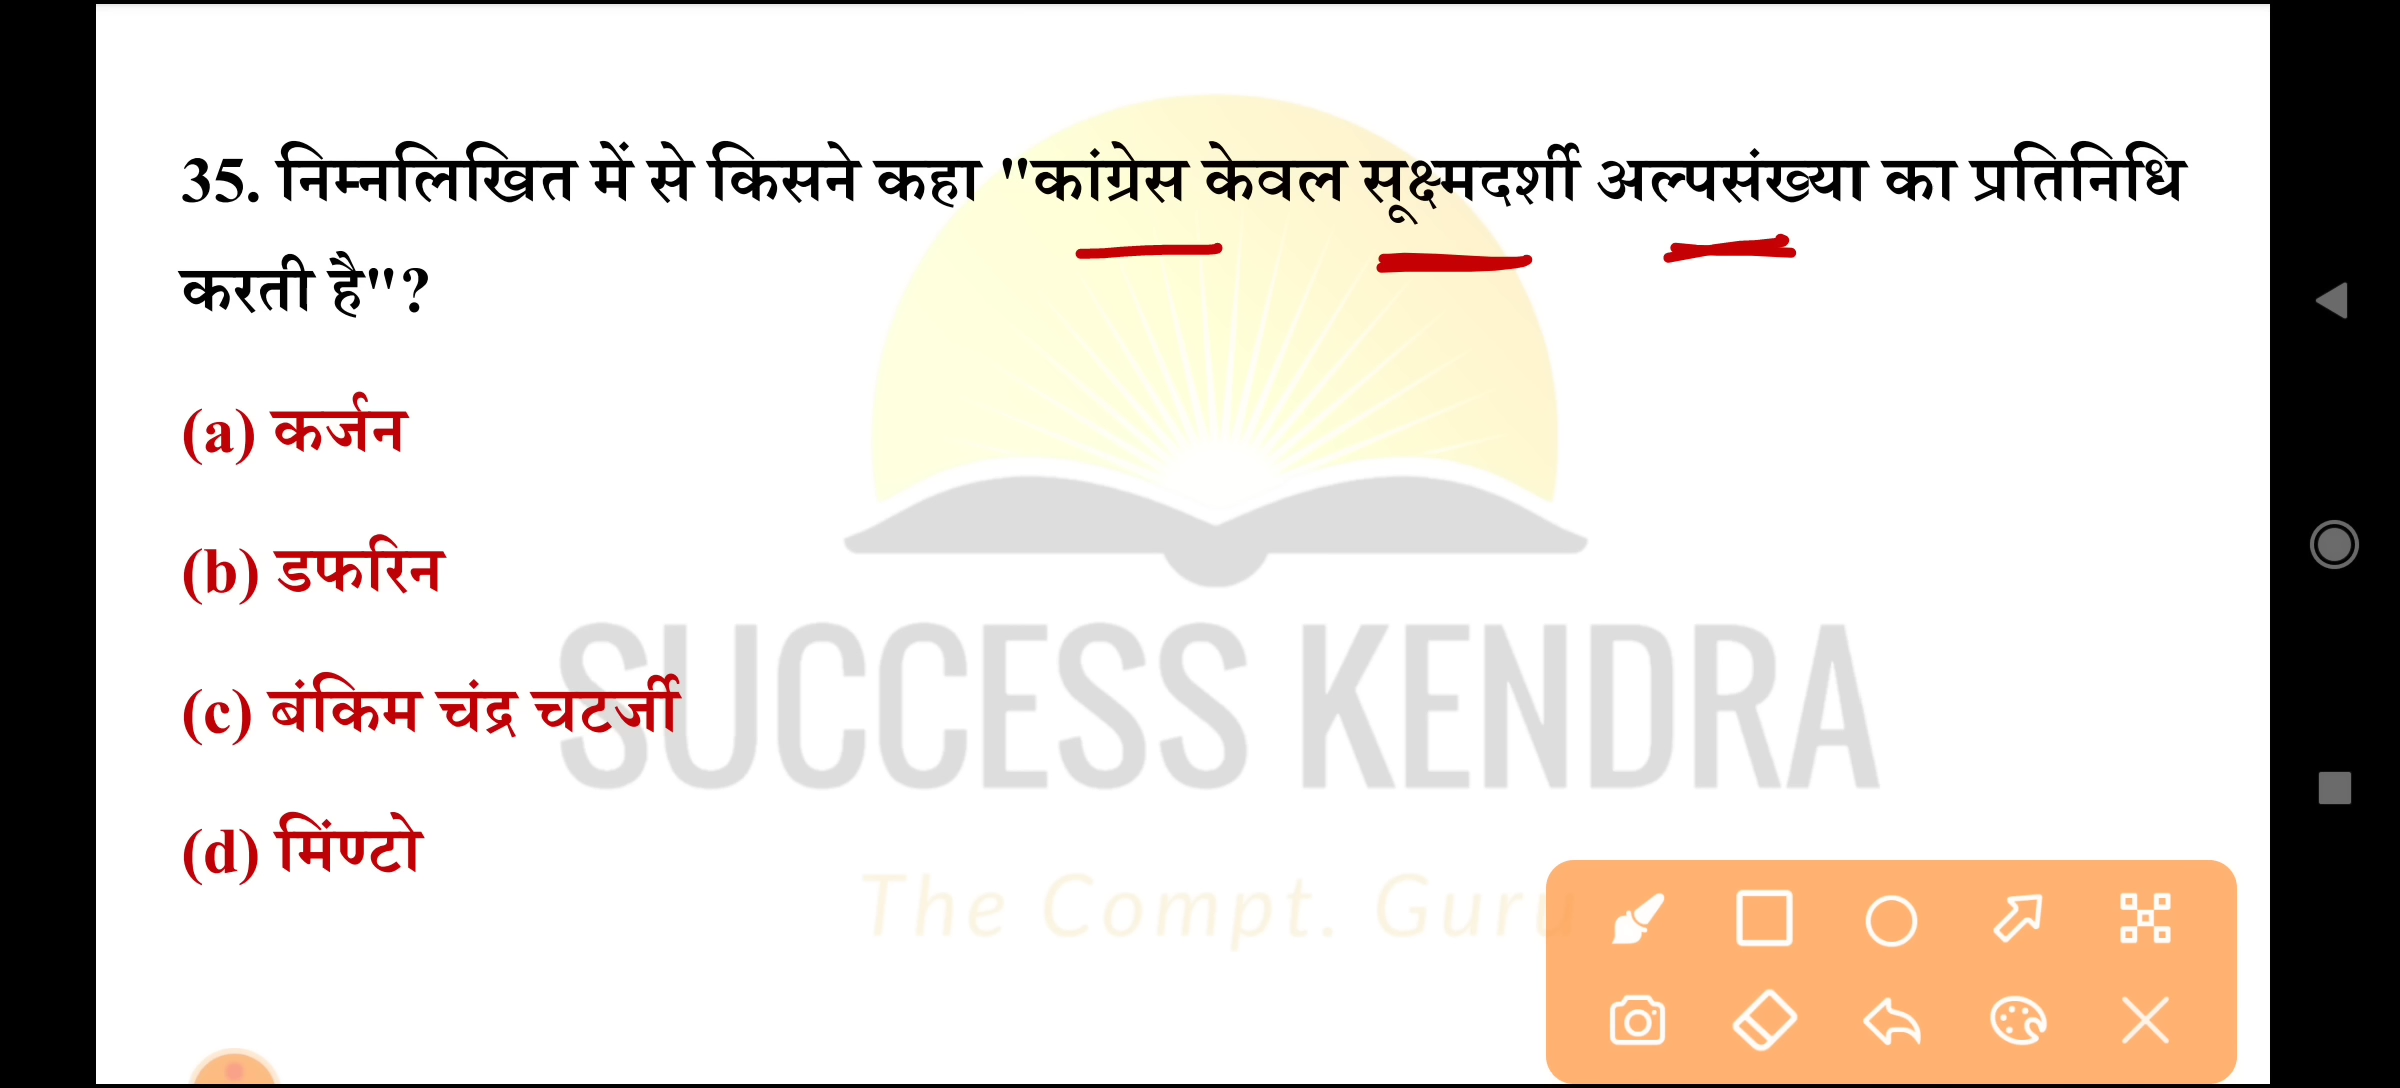 35. निम्नलिखित में से किसने कहा "कांग्रेस केवल सूक्ष्मदर्शी अल्पसंख्या का प्रतिनिधि
करती है"?
(a) कर्जन
(b) डफरिन
(c) बंकिम चंद्र चटर्जी
(d) मिंण्टो
SUCCESS KENDRA
The Compt. Guru